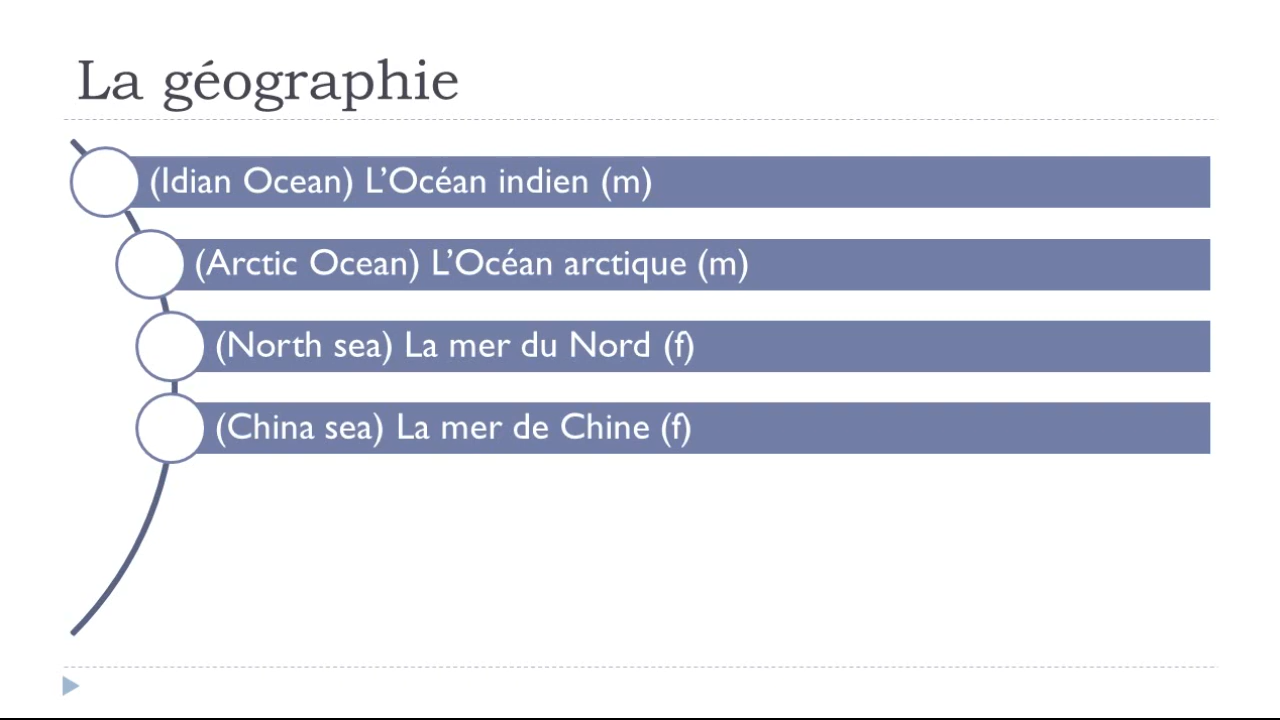 La géographie
(Idian Ocean) L’Océan indien (m)
(Arctic Ocean) L’Océan arctique (m)
(North sea) La mer du Nord (f)
(China sea) La mer de Chine (f)